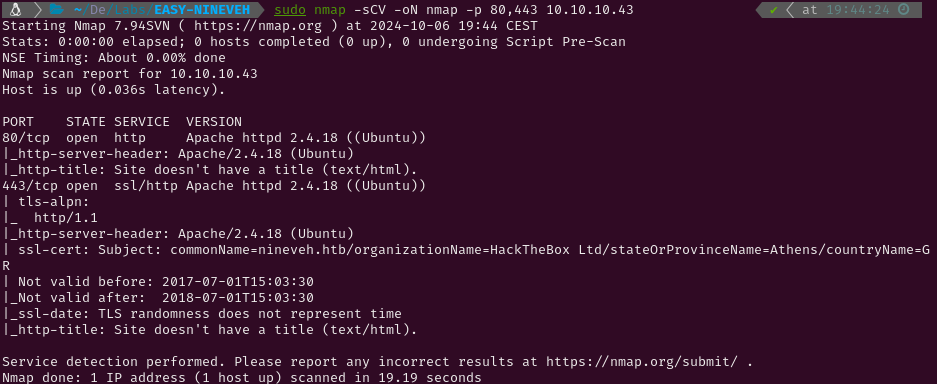 ~/De/Labs/EASY-NINEVEH sudo nmap -sCV -oN nmap -p 80,443 10.10.10.43 ✔ at 19:44:24
Starting Nmap 7.94SVN ( https://nmap.org ) at 2024-10-06 19:44 CEST
Stats: 0:00:00 elapsed; 0 hosts completed (0 up), 0 undergoing Script Pre-Scan
NSE Timing: About 0.00% done
Nmap scan report for 10.10.10.43
Host is up (0.036s latency).
PORT    STATE SERVICE  VERSION
80/tcp  open  http     Apache httpd 2.4.18 ((Ubuntu))
|_http-server-header: Apache/2.4.18 (Ubuntu)
|_http-title: Site doesn't have a title (text/html).
443/tcp open  ssl/http Apache httpd 2.4.18 ((Ubuntu))
| tls-alpn:
|_  http/1.1
|_http-server-header: Apache/2.4.18 (Ubuntu)
| ssl-cert: Subject: commonName=nineveh.htb/organizationName=HackTheBox Ltd/stateOrProvinceName=Athens/countryName=G
R
| Not valid before: 2017-07-01T15:03:30
|_Not valid after:  2018-07-01T15:03:30
|_ssl-date: TLS randomness does not represent time
|_http-title: Site doesn't have a title (text/html).
Service detection performed. Please report any incorrect results at https://nmap.org/submit/ .
Nmap done: 1 IP address (1 host up) scanned in 19.19 seconds